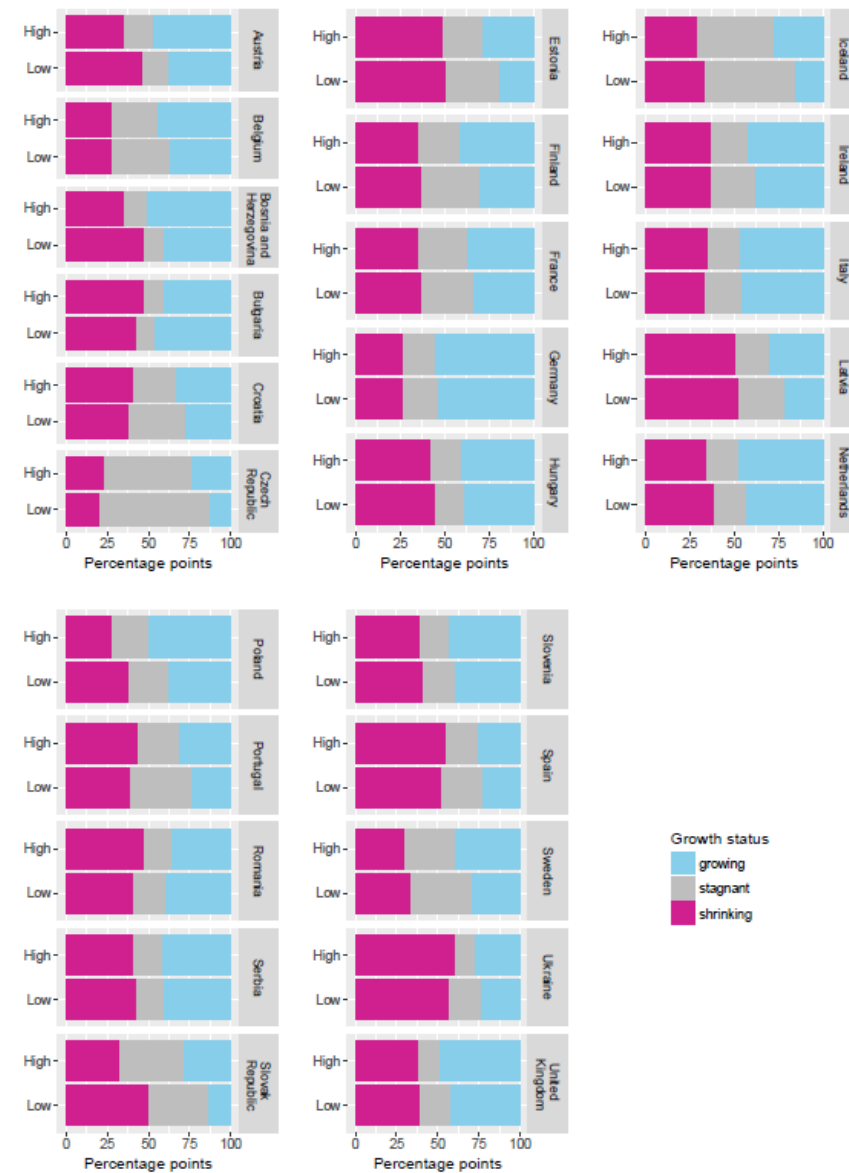 High
Low
Austria
High
Low
Belgium
High
Low
Bosnia and
Herzegovina
High
Low
Bulgaria
High
Low
Croatia
High
Low
Czech
Republic
0 25 50 75 100
Percentage points
High
Low
Estonia
High
Low
Finland
High
Low
France
High
Low
Germany
High
Low
Hungary
0 25 50 75 100
Percentage points
High
Low
Iceland
High
Low
Ireland
High
Low
Italy
High
Low
Latvia
High
Low
Netherlands
0 25 50 75 100
Percentage points
High
Low
Poland
High
Low
Portugal
High
Low
Romania
High
Low
Serbia
High
Low
Slovak
Republic
0 25 50 75 100
Percentage points
High
Low
Slovenia
High
Low
Spain
High
Low
Sweden
High
Low
Ukraine
High
Low
United
Kingdom
0 25 50 75 100
Percentage points
Growth status
growing
stagnant
shrinking